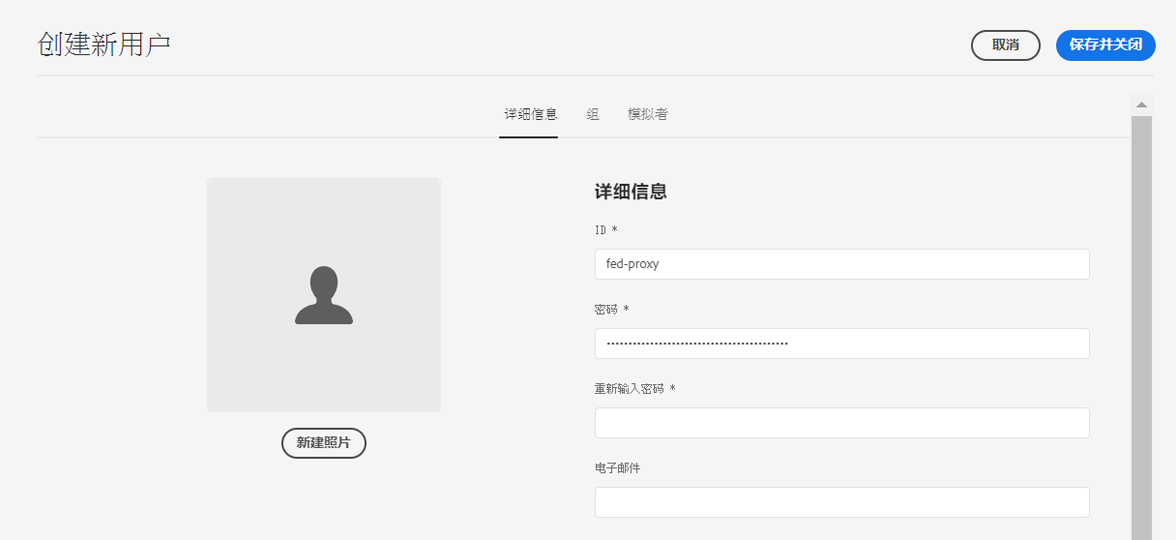 创建新用户
取消
保存并关闭
详细信息
组
模拟者
新建照片
详细信息
ID *
fed-proxy
密码 *
重新输入密码 *
电子邮件